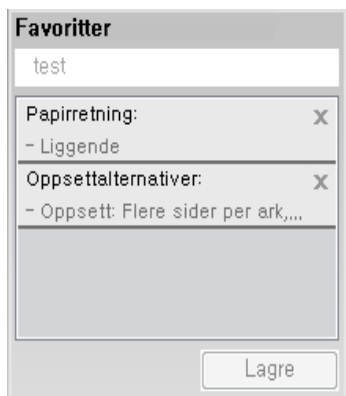 Favoritter
test
Papirretning:
X
- Liggende
Oppsettalternativer:
X
- Oppsett: Flere sider per ark,...
Lagre